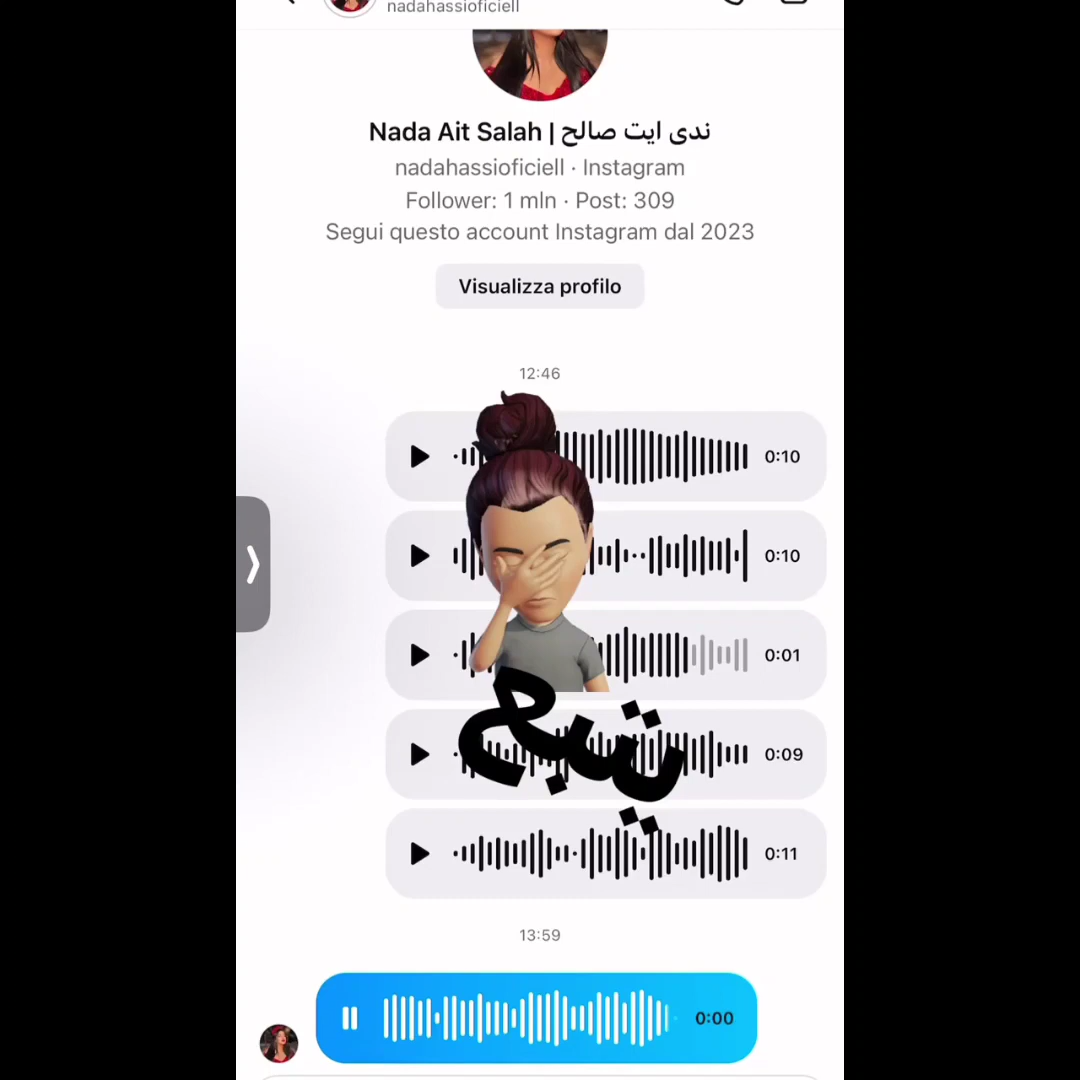 nadahassioficiell
Nada Ait Salah | ندى ايت صالح
nadahassioficiell · Instagram
Follower: 1 mln · Post: 309
Segui questo account Instagram dal 2023
Visualizza profilo
12:46
0:10
0:10
0:01
0:09
0:11
13:59
0:00